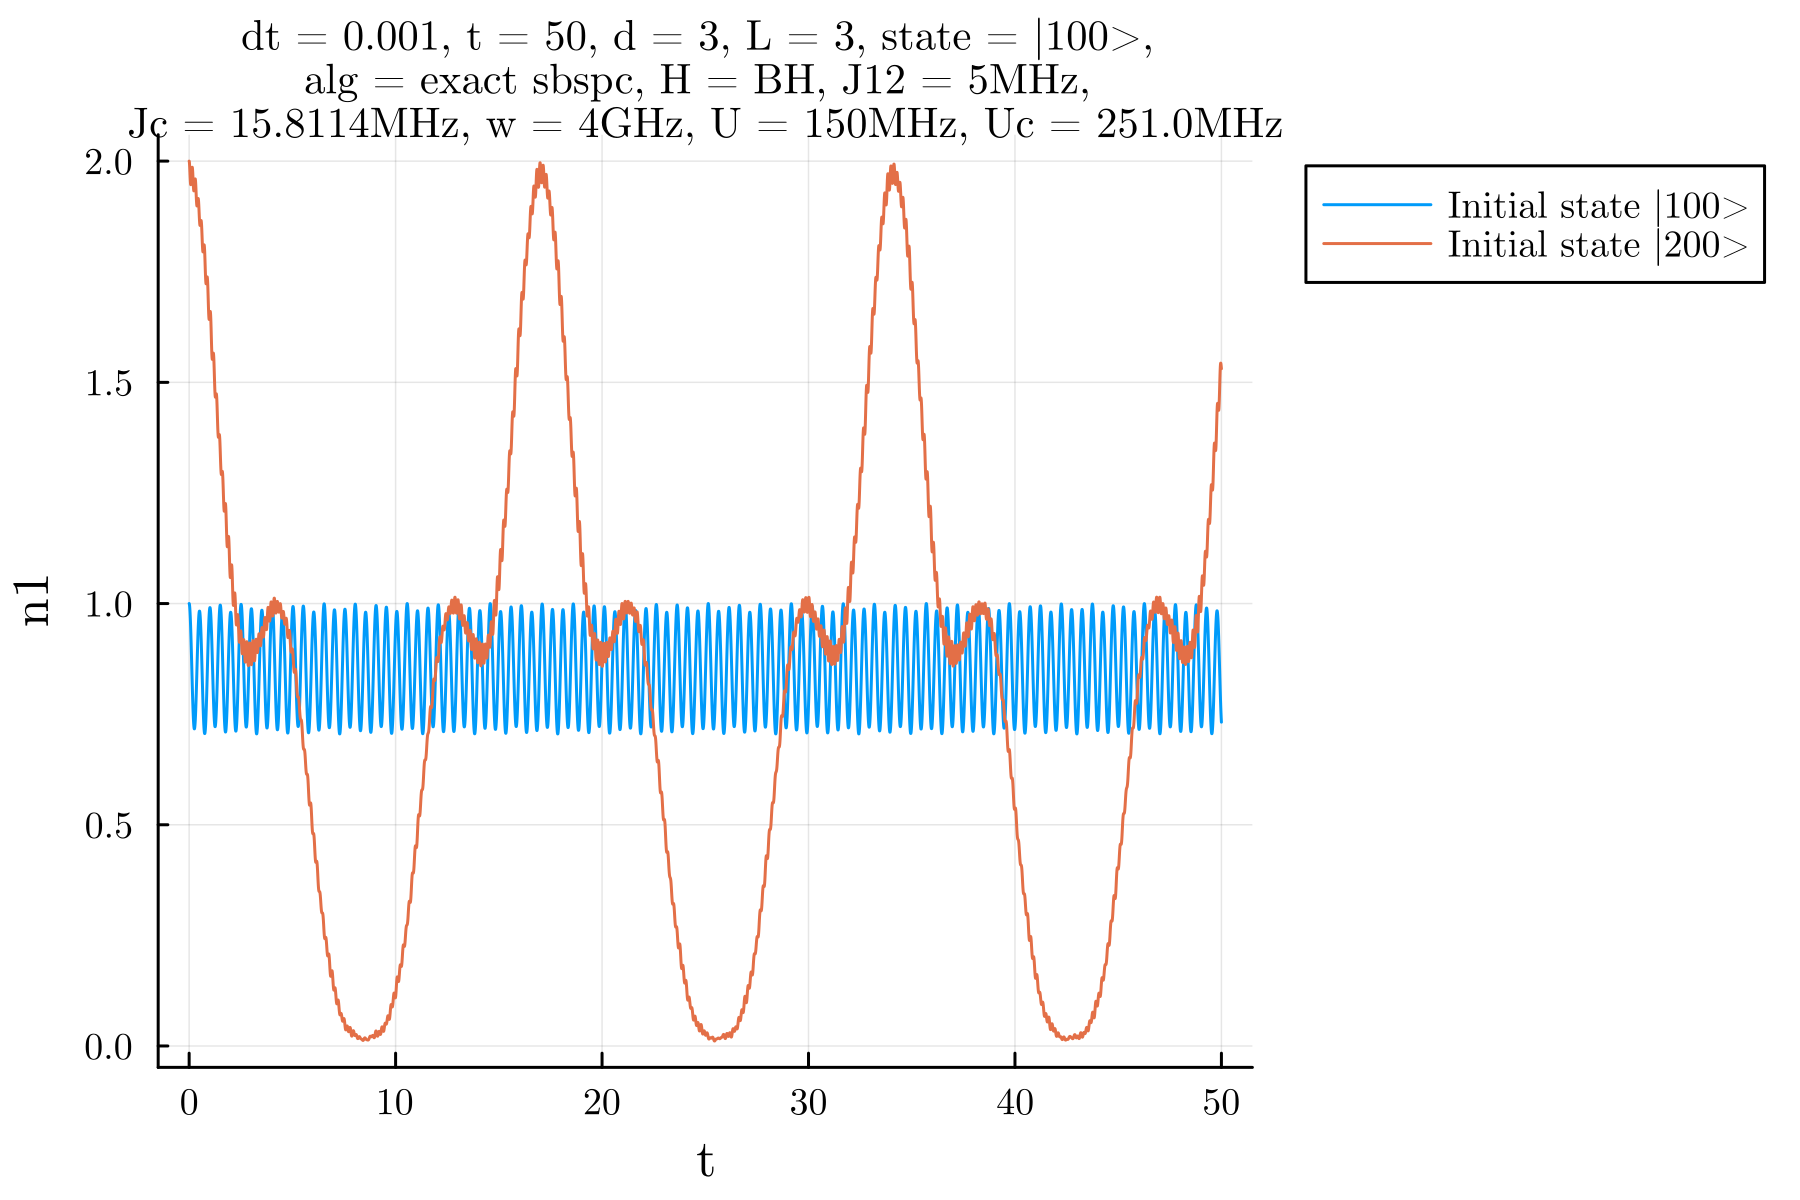 dt = 0.001, t = 50, d = 3, L = 3, state = |100>,
alg = exact sbspc, H = BH, J12 = 5MHz,
Jc = 15.8114MHz, w = 4GHz, U = 150MHz, Uc = 251.0MHz
2.0
1.5
1.0
0.5
0.0
n1
0 10 20 30 40 50
t
Initial state |100>
Initial state |200>